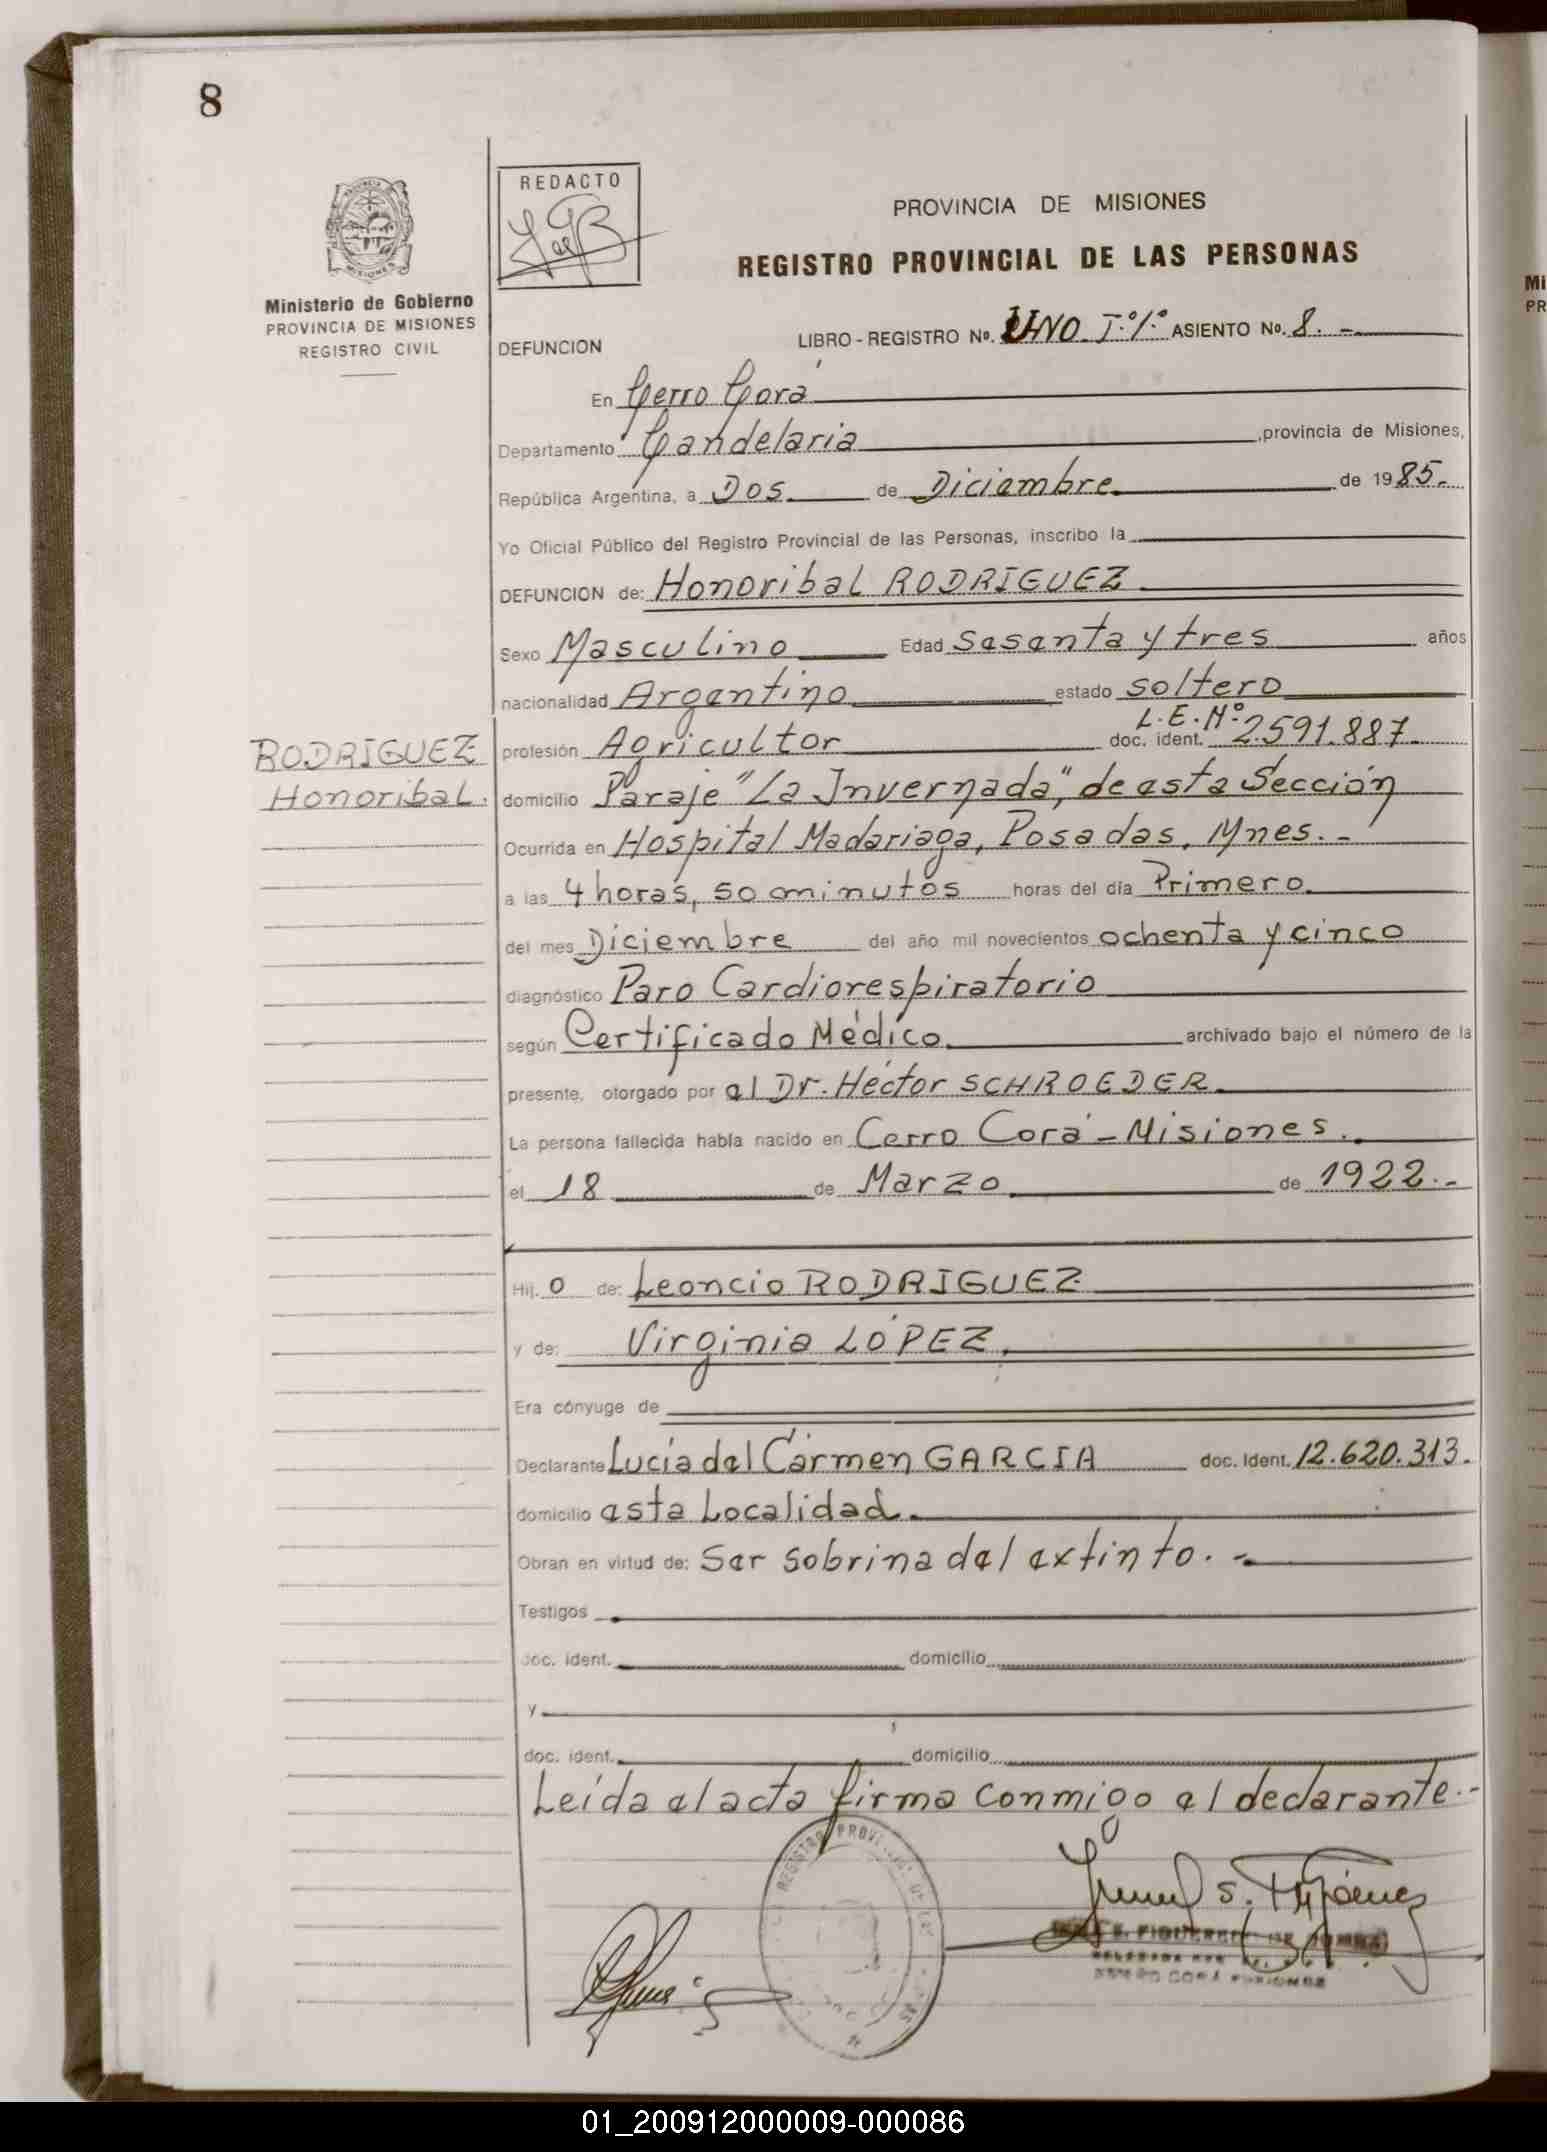 8
REDACTO
PROVINCIA DE MISIONES
REGISTRO PROVINCIAL DE LAS PERSONAS
Ministerio de Gobierno
PROVINCIA DE MISIONES
REGISTRO CIVIL
DEFUNCION LIBRO - REGISTRO Nº. UNO. Tº.1º. ASIENTO Nº. 8. -
En Cerro Corá
Departamento Candelaria ,provincia de Misiones,
República Argentina, a Dos de Diciembre de 1985.
Yo Oficial Público del Registro Provincial de las Personas, inscribo la
DEFUNCION de: Honoribal RODRIGUEZ
Sexo Masculino Edad Sesenta y tres años
nacionalidad Argentino estado soltero
L.E.Nº
profesión Agricultor doc. ident. 2.591.887.
RODRIGUEZ
Honoribal.
domicilio Paraje "La Invernada", de esta Sección
Ocurrida en Hospital Madariaga, Posadas, Mnes. -
a las 4 horas, 50 minutos horas del día Primero
del mes Diciembre del año mil novecientos ochenta y cinco
diagnóstico Paro Cardiorespiratorio
según Certificado Médico archivado bajo el número de la
presente, otorgado por el Dr. Héctor SCHROEDER.
La persona fallecida había nacido en Cerro Corá - Misiones.
el 18 de Marzo de 1922. -
Hij o de: Leoncio RODRIGUEZ
y de: Virginia LÓPEZ.
Era cónyuge de
Declarante Lucía del Cármen GARCIA doc. Ident. 12.620.313.
domicilio esta Localidad.
Obran en virtud de: Ser sobrina del extinto. -
Testigos
doc. ident. domicilio
y
doc. ident. domicilio
Leída el acta firma conmigo el declarante. -
REGISTRO
CERRO CORÁ MISIONES
01_200912000009-000086